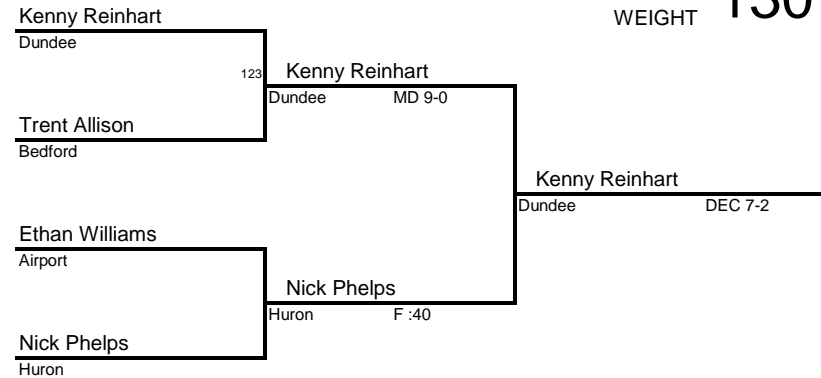 Kenny Reinhart
WEIGHT 130
Dundee
123 Kenny Reinhart
Dundee MD 9-0
Trent Allison
Bedford
Kenny Reinhart
Dundee DEC 7-2
Ethan Williams
Airport
Nick Phelps
Huron F :40
Nick Phelps
Huron